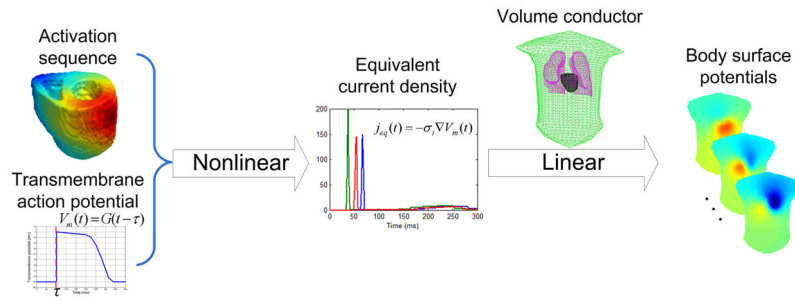 Activation
sequence
Transmembrane
action potential
V_m(t)=G(t−τ)
τ
Nonlinear
Equivalent
current density
j_eq(t)=−σ_i∇V_m(t)
200
150
100
50
0
0 50 100 150 200 250 300
Time (ms)
Volume conductor
Linear
Body surface
potentials